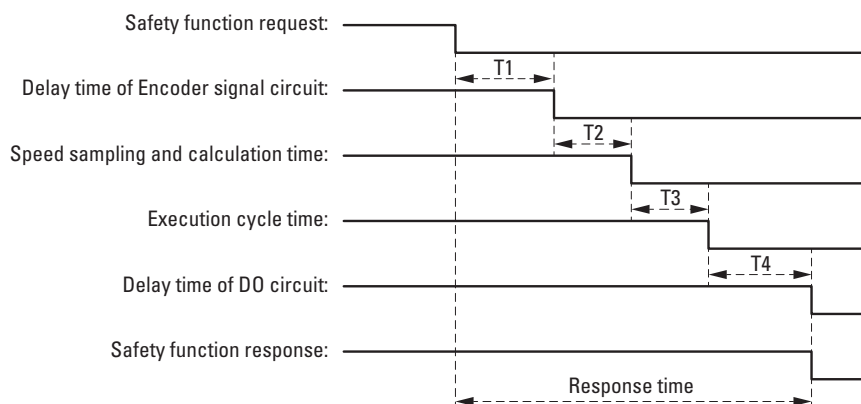 Safety function request:
T1
Delay time of Encoder signal circuit:
T2
Speed sampling and calculation time:
T3
Execution cycle time:
T4
Delay time of DO circuit:
Safety function response:
Response time